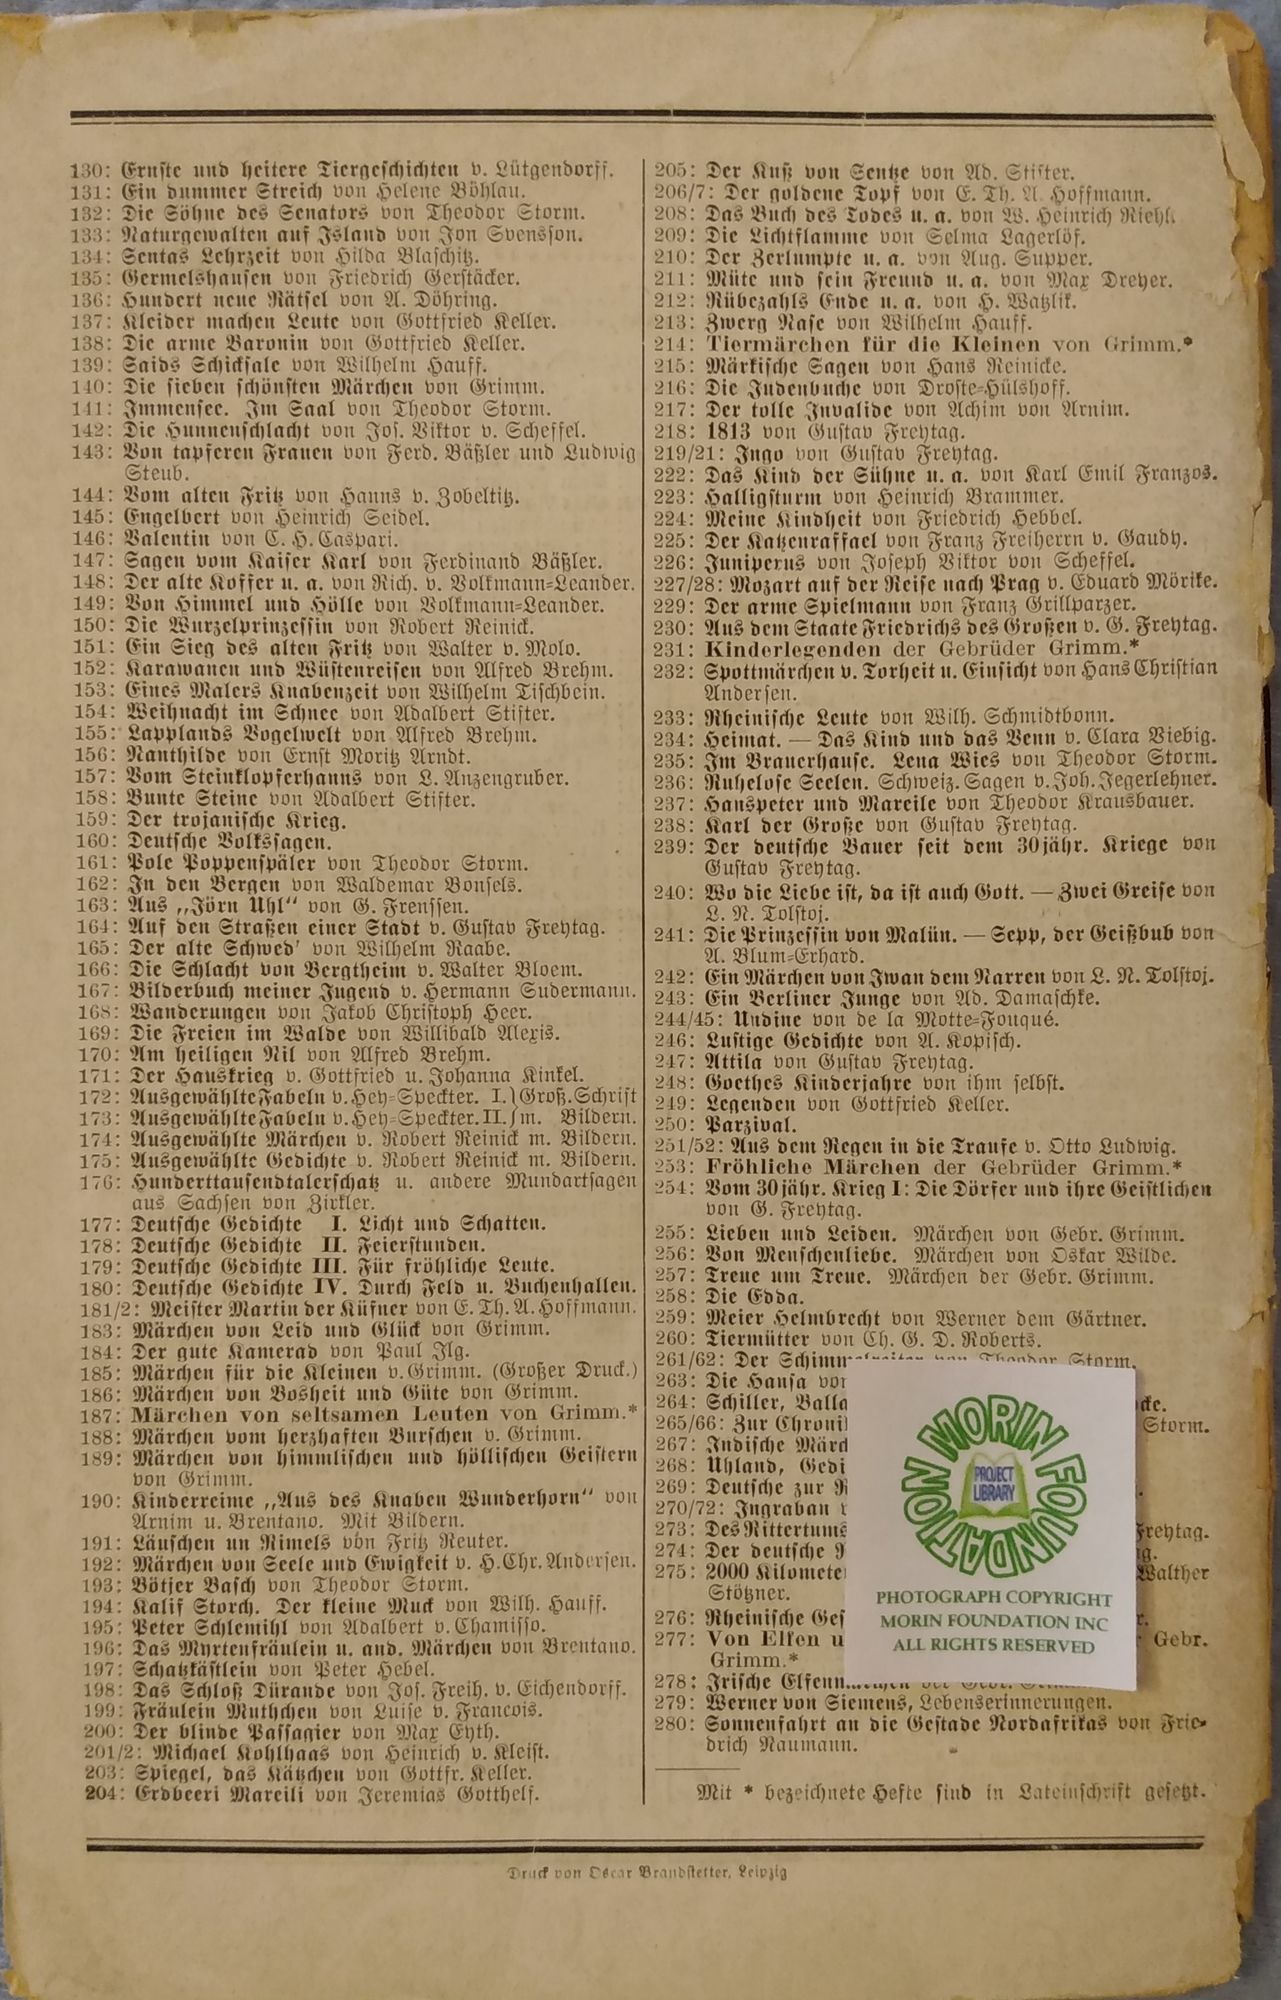 130: Ernste und heitere Tiergeschichten v. Lütgendorff.
131: Ein dummer Streich von Helene Böhlau.
132: Die Söhne des Senators von Theodor Storm.
133: Naturgewalten auf Island von Jon Svensson.
134: Sentas Lehrzeit von Hilda Blaschitz.
135: Germelshausen von Friedrich Gerstäcker.
136: Hundert neue Rätsel von A. Döhring.
137: Kleider machen Leute von Gottfried Keller.
138: Die arme Baronin von Gottfried Keller.
139: Saids Schicksale von Wilhelm Hauff.
140: Die sieben schönsten Märchen von Grimm.
141: Immensee. Im Saal von Theodor Storm.
142: Die Hunnenschlacht von Jos. Viktor v. Scheffel.
143: Von tapferen Frauen von Ferd. Bäßler und Ludwig
Steub.
144: Vom alten Fritz von Hanns v. Zobeltitz.
145: Engelbert von Heinrich Seidel.
146: Valentin von C. H. Caspari.
147: Sagen vom Kaiser Karl von Ferdinand Bäßler.
148: Der alte Koffer u. a. von Rich. v. Volkmann-Leander.
149: Von Himmel und Hölle von Volkmann-Leander.
150: Die Wurzelprinzessin von Robert Reinick.
151: Ein Sieg des alten Fritz von Walter v. Molo.
152: Karawanen und Wüstenreisen von Alfred Brehm.
153: Eines Malers Knabenzeit von Wilhelm Tischbein.
154: Weihnacht im Schnee von Adalbert Stifter.
155: Lapplands Vogelwelt von Alfred Brehm.
156: Nanthilde von Ernst Moritz Arndt.
157: Vom Steinklopferhanns von L. Anzengruber.
158: Bunte Steine von Adalbert Stifter.
159: Der trojanische Krieg.
160: Deutsche Volkssagen.
161: Pole Poppenspäler von Theodor Storm.
162: In den Bergen von Waldemar Bonsels.
163: Aus „Jörn Uhl“ von G. Frenssen.
164: Auf den Straßen einer Stadt v. Gustav Freytag.
165: Der alte Schwed' von Wilhelm Raabe.
166: Die Schlacht von Bergtheim v. Walter Bloem.
167: Bilderbuch meiner Jugend v. Hermann Sudermann.
168: Wanderungen von Jakob Christoph Heer.
169: Die Freien im Walde von Willibald Alexis.
170: Am heiligen Nil von Alfred Brehm.
171: Der Hauskrieg v. Gottfried u. Johanna Kinkel.
172: Ausgewählte Fabeln v. Hey-Speckter. I.} Groß. Schrift
173: Ausgewählte Fabeln v. Hey-Speckter. II.} m. Bildern.
174: Ausgewählte Märchen v. Robert Reinick m. Bildern.
175: Ausgewählte Gedichte v. Robert Reinick m. Bildern.
176: Hunderttausendtalerschatz u. andere Mundartsagen
aus Sachsen von Zirkler.
177: Deutsche Gedichte I. Licht und Schatten.
178: Deutsche Gedichte II. Feierstunden.
179: Deutsche Gedichte III. Für fröhliche Leute.
180: Deutsche Gedichte IV. Durch Feld u. Buchenhallen.
181/2: Meister Martin der Küfner von E. Th. A. Hoffmann.
183: Märchen von Leid und Glück von Grimm.
184: Der gute Kamerad von Paul Ilg.
185: Märchen für die Kleinen v. Grimm. (Großer Druck.)
186: Märchen von Bosheit und Güte von Grimm.
187: Märchen von seltsamen Leuten von Grimm.*
188: Märchen vom herzhaften Burschen v. Grimm.
189: Märchen von himmlischen und höllischen Geistern
von Grimm.
190: Kinderreime „Aus des Knaben Wunderhorn“ von
Arnim u. Brentano. Mit Bildern.
191: Läuschen un Rimels von Fritz Reuter.
192: Märchen von Seele und Ewigkeit v. H. Chr. Andersen.
193: Bötjer Basch von Theodor Storm.
194: Kalif Storch. Der kleine Muck von Wilh. Hauff.
195: Peter Schlemihl von Adalbert v. Chamisso.
196: Das Myrtenfräulein u. and. Märchen von Brentano.
197: Schatzkästlein von Peter Hebel.
198: Das Schloß Dürande von Jos. Freih. v. Eichendorff.
199: Fräulein Muthchen von Luise v. Francois.
200: Der blinde Passagier von Max Eyth.
201/2: Michael Kohlhaas von Heinrich v. Kleist.
203: Spiegel, das Kätzchen von Gottfr. Keller.
204: Erdbeeri Mareili von Jeremias Gotthelf.
205: Der Kuß von Sentze von Ad. Stifter.
206/7: Der goldene Topf von E. Th. A. Hoffmann.
208: Das Buch des Todes u. a. von W. Heinrich Riehl.
209: Die Lichtflamme von Selma Lagerlöf.
210: Der Zerlumpte u. a. von Aug. Supper.
211: Müte und sein Freund u. a. von Max Dreyer.
212: Rübezahls Ende u. a. von H. Watzlik.
213: Zwerg Nase von Wilhelm Hauff.
214: Tiermärchen für die Kleinen von Grimm.*
215: Märkische Sagen von Hans Reinicke.
216: Die Judenbuche von Droste-Hülshoff.
217: Der tolle Invalide von Achim von Arnim.
218: 1813 von Gustav Freytag.
219/21: Ingo von Gustav Freytag.
222: Das Kind der Sühne u. a. von Karl Emil Franzos.
223: Halligsturm von Heinrich Brammer.
224: Meine Kindheit von Friedrich Hebbel.
225: Der Katzenraffael von Franz Freiherrn v. Gaudy.
226: Juniperus von Joseph Viktor von Scheffel.
227/28: Mozart auf der Reise nach Prag v. Eduard Mörike.
229: Der arme Spielmann von Franz Grillparzer.
230: Aus dem Staate Friedrichs des Großen v. G. Freytag.
231: Kinderlegenden der Gebrüder Grimm.*
232: Spottmärchen v. Torheit u. Einsicht von Hans Christian
Andersen.
233: Rheinische Leute von Wilh. Schmidtbonn.
234: Heimat. — Das Kind und das Venn v. Clara Viebig.
235: Im Brauerhause. Lena Wies von Theodor Storm.
236: Ruhelose Seelen. Schweiz. Sagen v. Joh. Jegerlehner.
237: Hanspeter und Mareile von Theodor Krausbauer.
238: Karl der Große von Gustav Freytag.
239: Der deutsche Bauer seit dem 30jähr. Kriege von
Gustav Freytag.
240: Wo die Liebe ist, da ist auch Gott. — Zwei Greise von
L. N. Tolstoj.
241: Die Prinzessin von Malün. — Sepp, der Geißbub von
A. Blum-Erhard.
242: Ein Märchen von Iwan dem Narren von L. N. Tolstoj.
243: Ein Berliner Junge von Ad. Damaschke.
244/45: Undine von de la Motte-Fouqué.
246: Lustige Gedichte von A. Kopisch.
247: Attila von Gustav Freytag.
248: Goethes Kinderjahre von ihm selbst.
249: Legenden von Gottfried Keller.
250: Parzival.
251/52: Aus dem Regen in die Traufe v. Otto Ludwig.
253: Fröhliche Märchen der Gebrüder Grimm.*
254: Vom 30jähr. Krieg I: Die Dörfer und ihre Geistlichen
von G. Freytag.
255: Lieben und Leiden. Märchen von Gebr. Grimm.
256: Von Menschenliebe. Märchen von Oskar Wilde.
257: Treue um Treue. Märchen der Gebr. Grimm.
258: Die Edda.
259: Meier Helmbrecht von Werner dem Gärtner.
260: Tiermütter von Ch. G. D. Roberts.
261/62: Der Schimmelreiter von Theodor Storm.
263: Die Hansa von
264: Schiller,
265/66: Zur Storm.
267: Indische
268: Uhland,
269: Deutsche zur
270/72: Ingraban
273: Des Freytag.
274: Der deutsche
275: 2000 Walther
Stötzner.
276: Rheinische
277: Von Elfen Gebr.
Grimm.*
278: Irische
279: Werner von Siemens, Lebenserinnerungen.
280: Sonnenfahrt an die Gestade Nordafrikas von Frie-
drich Naumann.
Mit * bezeichnete Hefte sind in Lateinschrift gesetzt.
Druck von Oscar Brandstetter, Leipzig
MORIN FOUNDATION
PROJECT
LIBRARY
PHOTOGRAPH COPYRIGHT
MORIN FOUNDATION INC
ALL RIGHTS RESERVED